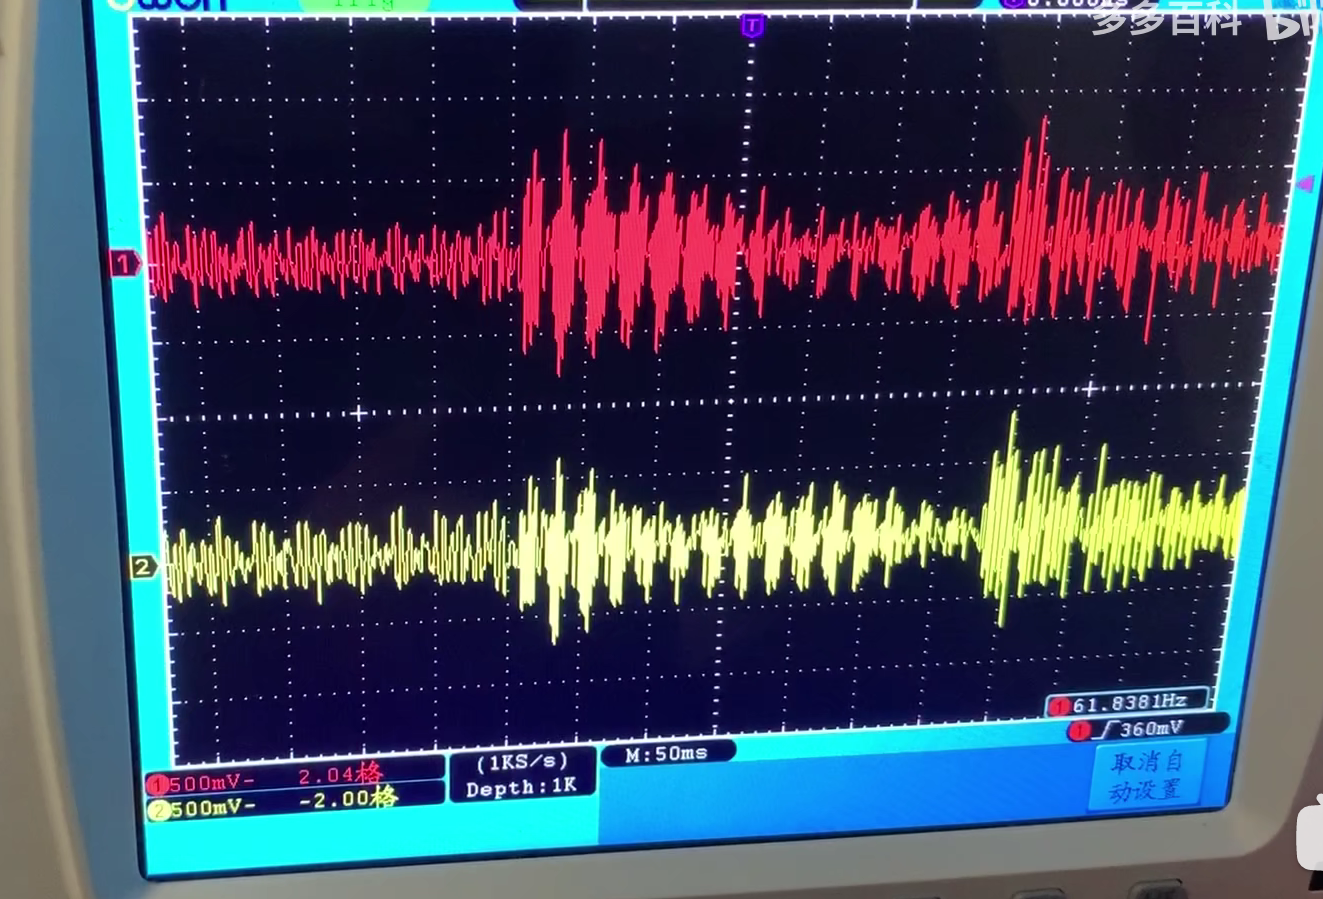 Trig
多多百科
T
1
2
1 61.8381Hz
1 360mV
1 500mV- 2.04格
2 500mV- -2.00格
(1KS/s)
Depth:1K
M:50ms
取消自
动设置